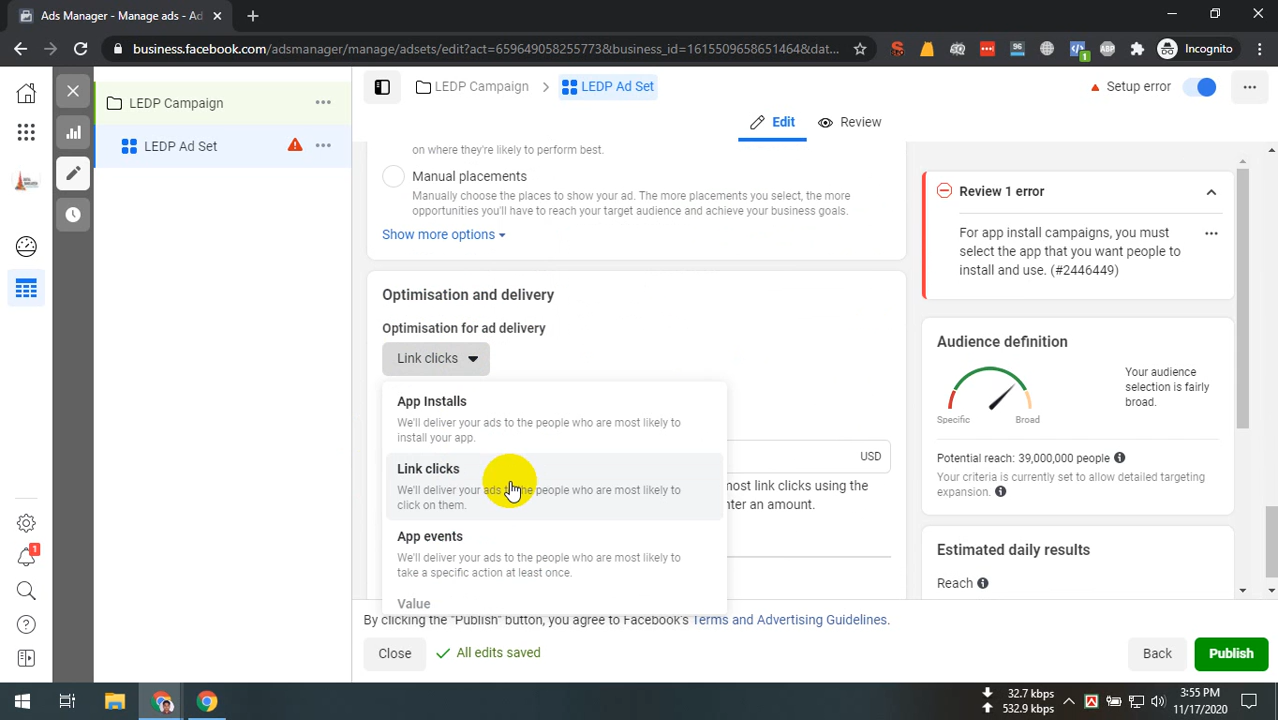 Ads Manager - Manage ads - Ad
business.facebook.com/adsmanager/manage/adsets/edit?act=659649058255773&business_id=1615509658651464&dat...
96
1
ABP
Incognito
LEDP Campaign
LEDP Ad Set
LEDP Campaign
LEDP Ad Set
Setup error
Edit
Review
on where they're likely to perform best.
Manual placements
Manually choose the places to show your ad. The more placements you select, the more
opportunities you'll have to reach your target audience and achieve your business goals.
Show more options
Optimisation and delivery
Optimisation for ad delivery
Link clicks
App Installs
We'll deliver your ads to the people who are most likely to
install your app.
Link clicks
We'll deliver your ads to the people who are most likely to
click on them.
App events
We'll deliver your ads to the people who are most likely to
take a specific action at least once.
Value
USD
most link clicks using the
enter an amount.
Review 1 error
For app install campaigns, you must
select the app that you want people to
install and use. (#2446449)
Audience definition
Specific
Broad
Your audience
selection is fairly
broad.
Potential reach: 39,000,000 people
Your criteria is currently set to allow detailed targeting
expansion.
Estimated daily results
Reach
By clicking the "Publish" button, you agree to Facebook's Terms and Advertising Guidelines.
Close
All edits saved
Back
Publish
1
32.7 kbps
532.9 kbps
3:55 PM
11/17/2020